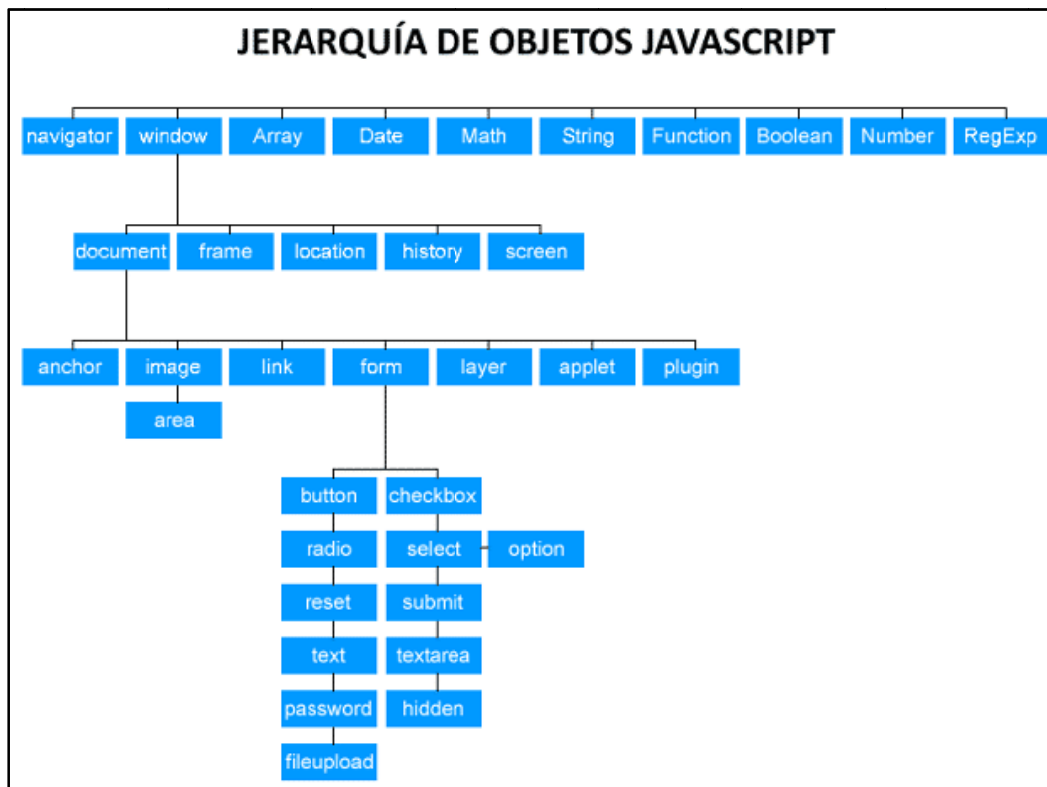 JERARQUÍA DE OBJETOS JAVASCRIPT
navigator window Array Date Math String Function Boolean Number RegExp
document frame location history screen
anchor image link form layer applet plugin
area
button checkbox
radio select option
reset submit
text textarea
password hidden
fileupload